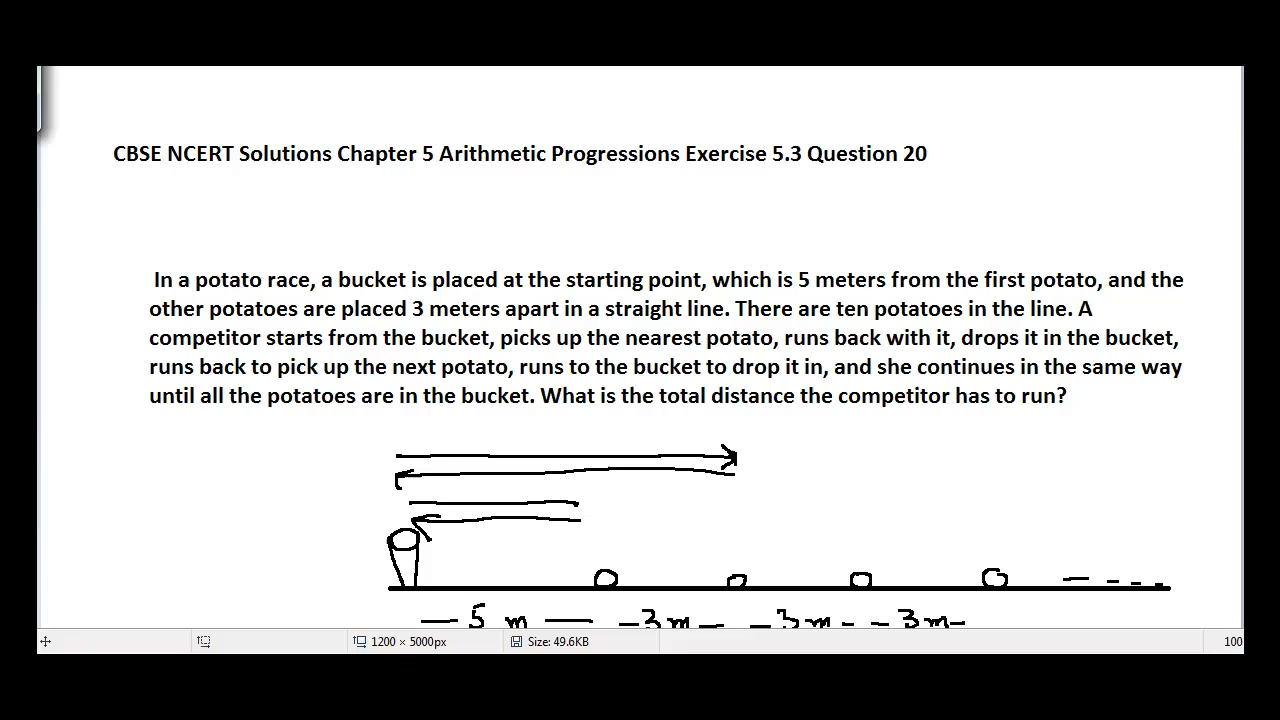 CBSE NCERT Solutions Chapter 5 Arithmetic Progressions Exercise 5.3 Question 20
In a potato race, a bucket is placed at the starting point, which is 5 meters from the first potato, and the
other potatoes are placed 3 meters apart in a straight line. There are ten potatoes in the line. A
competitor starts from the bucket, picks up the nearest potato, runs back with it, drops it in the bucket,
runs back to pick up the next potato, runs to the bucket to drop it in, and she continues in the same way
until all the potatoes are in the bucket. What is the total distance the competitor has to run?
— 5 m — – 3 m – – 3 m - - 3 m -
1200 × 5000px Size: 49.6KB 100